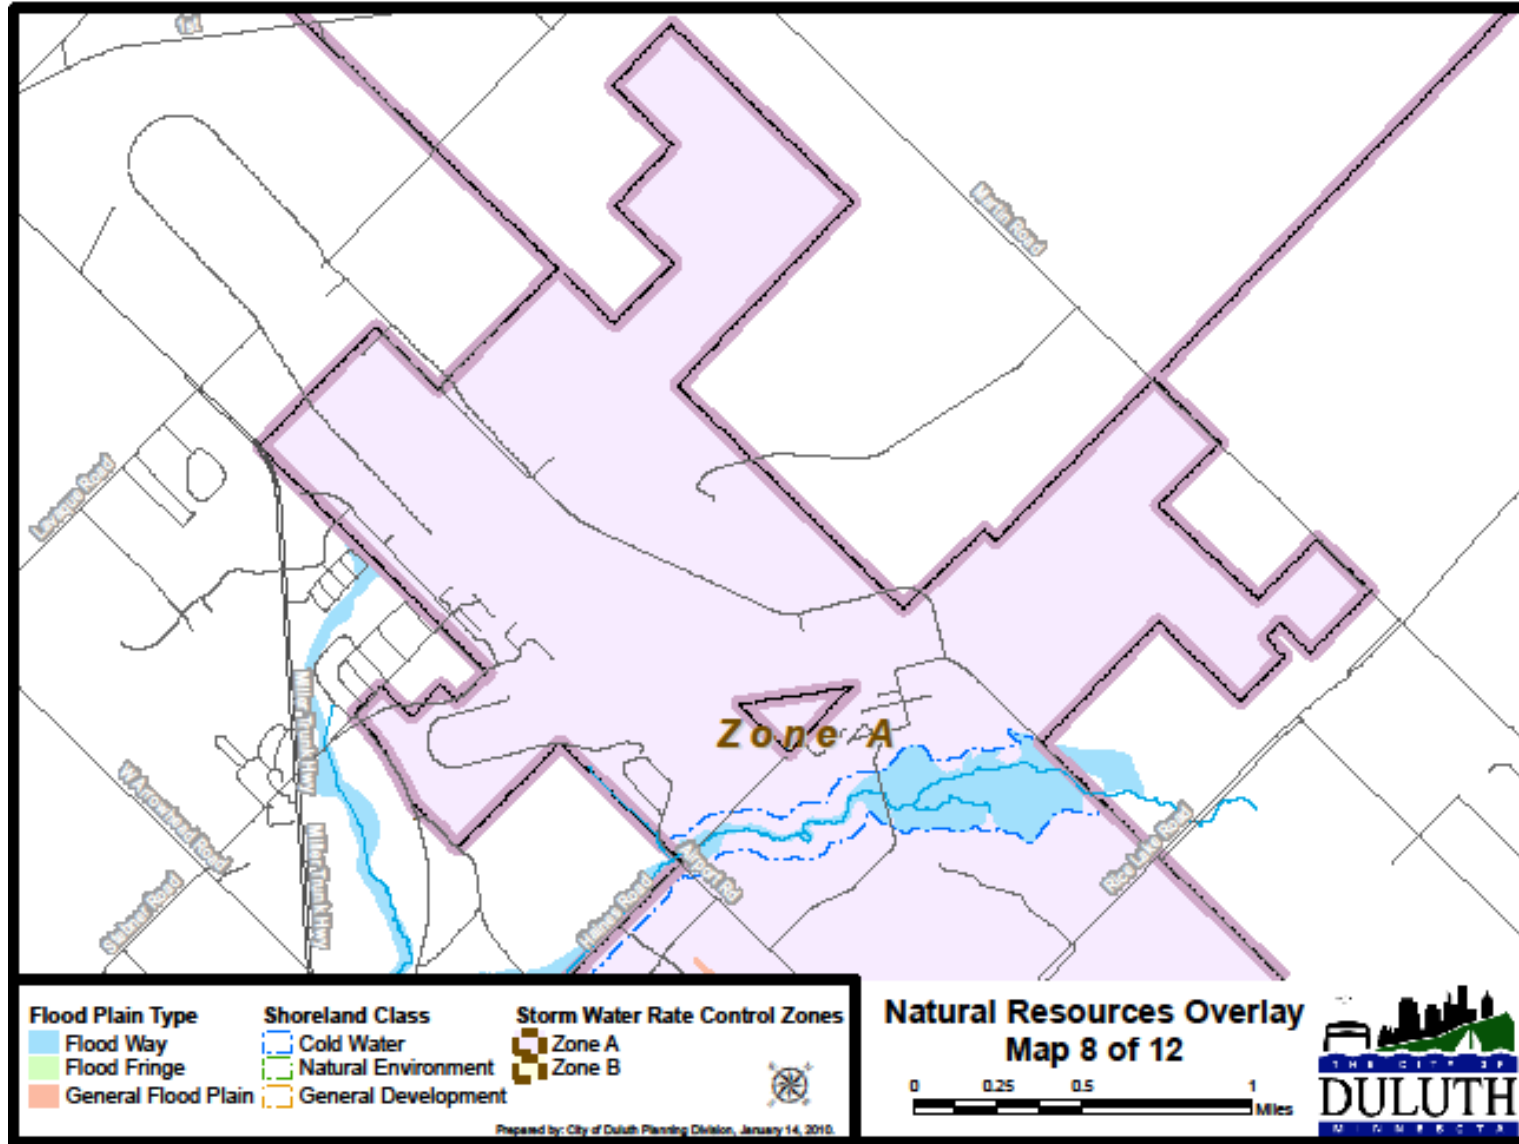 1st
Martin Road
Lavaque Road
Miller Trunk Hwy
Zone A
W Arrowhead Road
Miller Trunk Hwy
Stebner Road
Haines Road
Airport Rd
Rice Lake Road
Flood Plain Type
Flood Way
Flood Fringe
General Flood Plain
Shoreland Class
Cold Water
Natural Environment
General Development
Storm Water Rate Control Zones
Zone A
Zone B
Prepared by: City of Duluth Planning Division, January 14, 2010.
Natural Resources Overlay
Map 8 of 12
0 0.25 0.5 1
Miles
THE CITY OF
DULUTH
MINNESOTA